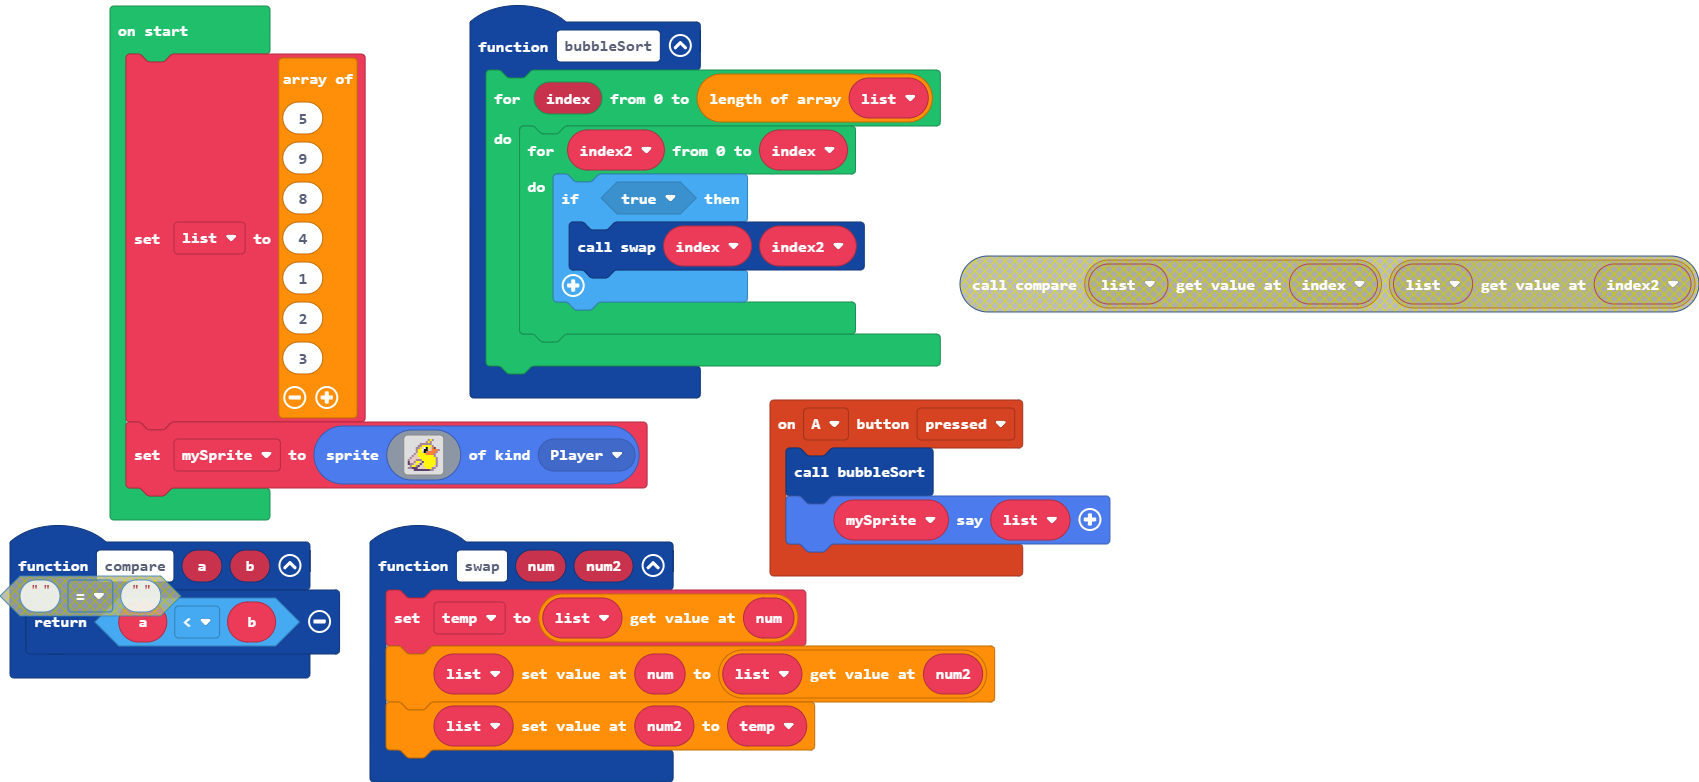 on start
set list to array of
5
9
8
4
1
2
3
set mySprite to sprite of kind Player
function bubbleSort
for index from 0 to length of array list
do for index2 from 0 to index
do if true then
call swap index index2
call compare list get value at index list get value at index2
on A button pressed
call bubbleSort
mySprite say list
function compare a b
" " = " "
return a < b
function swap num num2
set temp to list get value at num
list set value at num to list get value at num2
list set value at num2 to temp